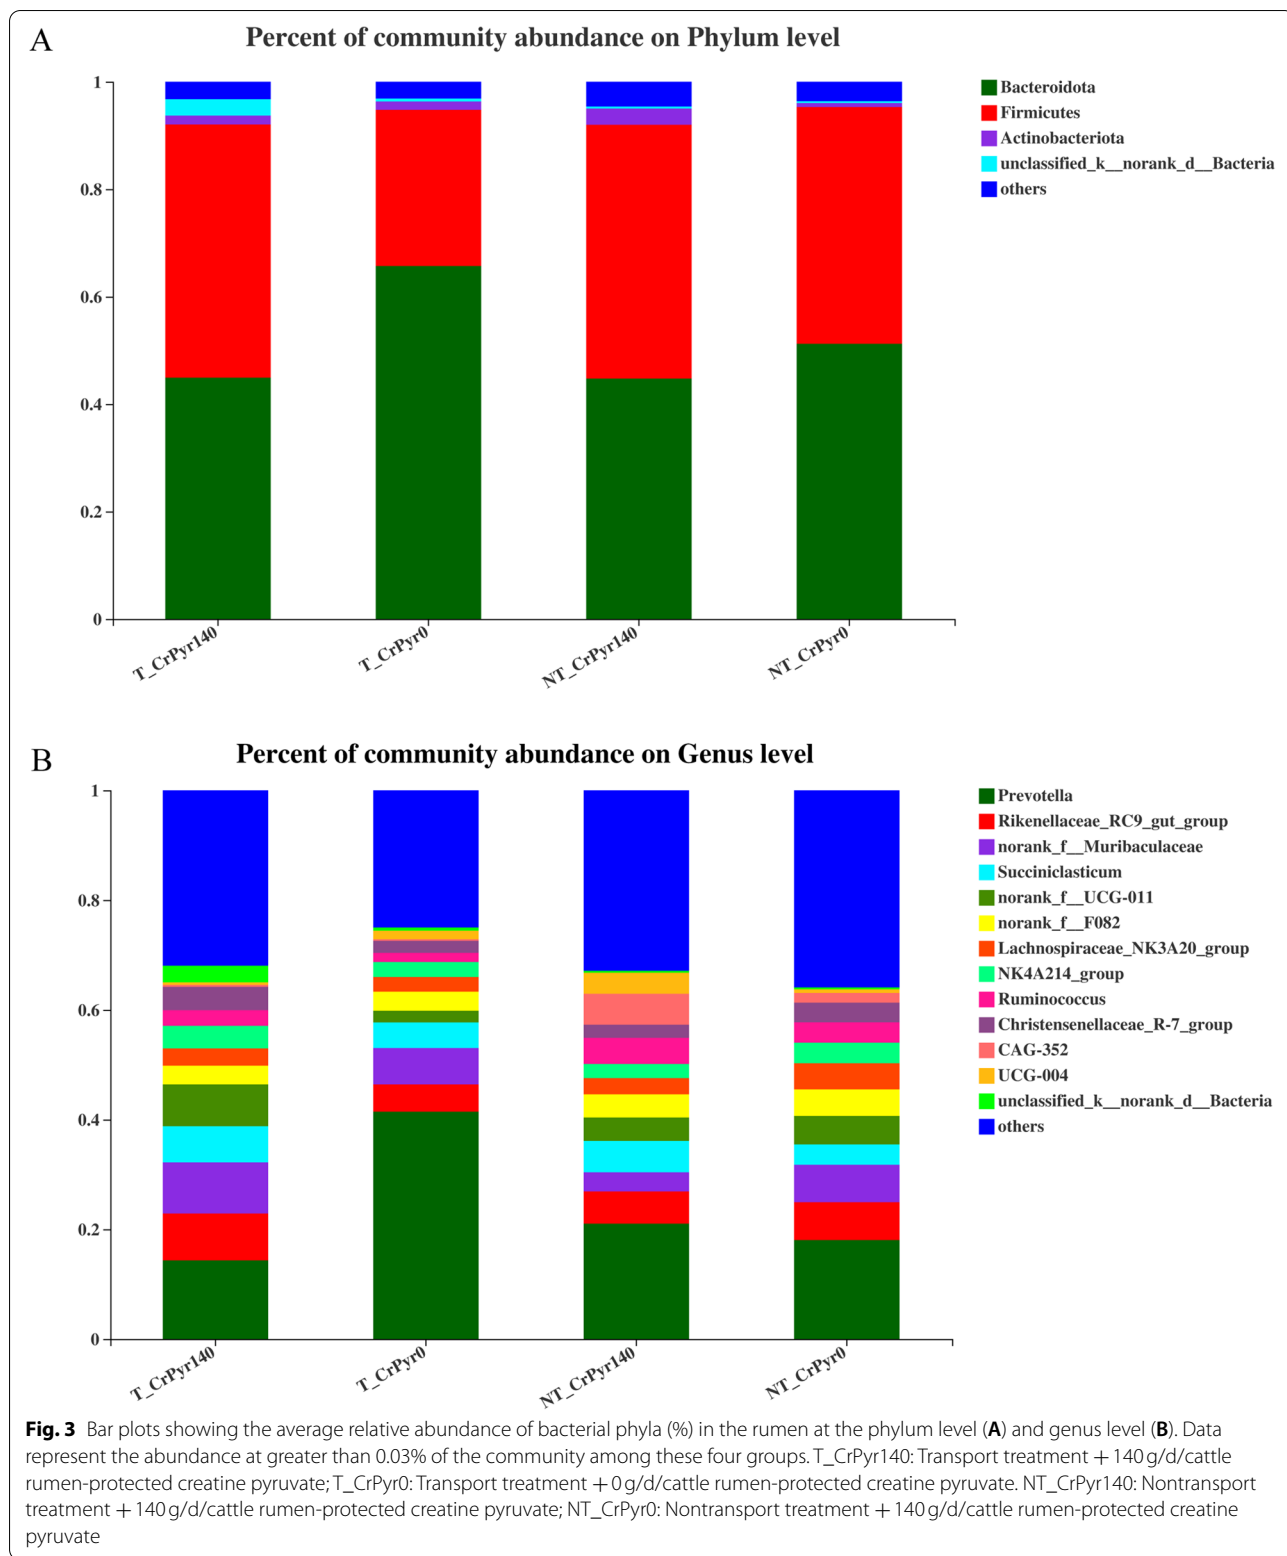 A
Percent of community abundance on Phylum level
1
0.8
0.6
0.4
0.2
0
T_CrPyr140
T_CrPyr0
NT_CrPyr140
NT_CrPyr0
Bacteroidota
Firmicutes
Actinobacteriota
unclassified_k__norank_d__Bacteria
others
B
Percent of community abundance on Genus level
1
0.8
0.6
0.4
0.2
0
T_CrPyr140
T_CrPyr0
NT_CrPyr140
NT_CrPyr0
Prevotella
Rikenellaceae_RC9_gut_group
norank_f__Muribaculaceae
Succiniclasticum
norank_f__UCG-011
norank_f__F082
Lachnospiraceae_NK3A20_group
NK4A214_group
Ruminococcus
Christensenellaceae_R-7_group
CAG-352
UCG-004
unclassified_k__norank_d__Bacteria
others
Fig. 3 Bar plots showing the average relative abundance of bacterial phyla (%) in the rumen at the phylum level (A) and genus level (B). Data
represent the abundance at greater than 0.03% of the community among these four groups. T_CrPyr140: Transport treatment + 140 g/d/cattle
rumen-protected creatine pyruvate; T_CrPyr0: Transport treatment + 0 g/d/cattle rumen-protected creatine pyruvate. NT_CrPyr140: Nontransport
treatment + 140 g/d/cattle rumen-protected creatine pyruvate; NT_CrPyr0: Nontransport treatment + 140 g/d/cattle rumen-protected creatine
pyruvate